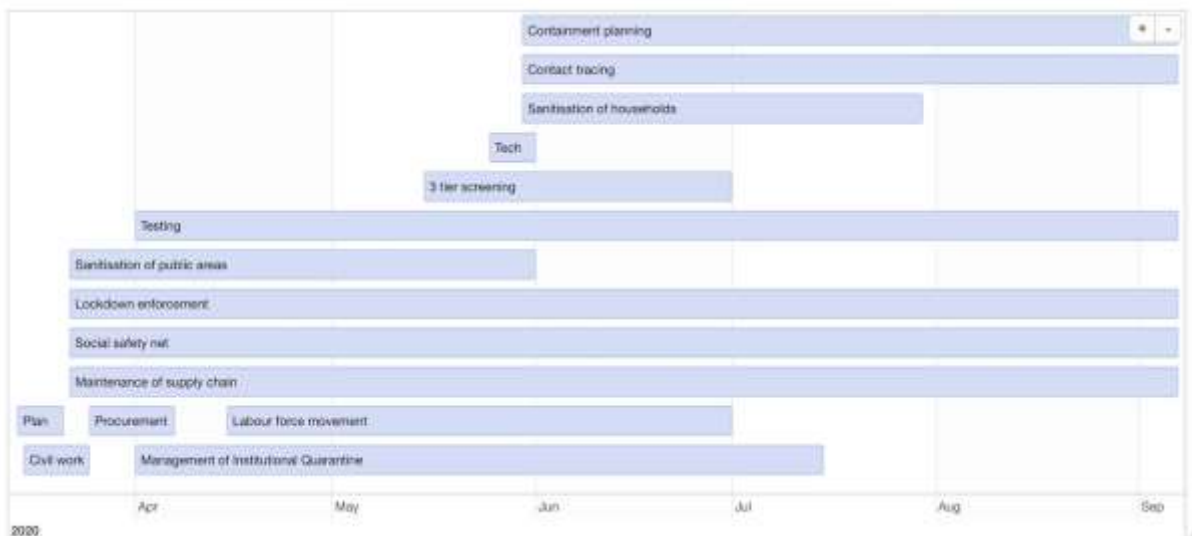 Containment planning
+ -
Contact tracing
Sanitisation of households
Tech
3 tier screening
Testing
Sanitisation of public areas
Lockdown enforcement
Social safety net
Maintenance of supply chain
Plan Procurement Labour force movement
Civil work Management of Institutional Quarantine
Apr May Jun Jul Aug Sep
2020